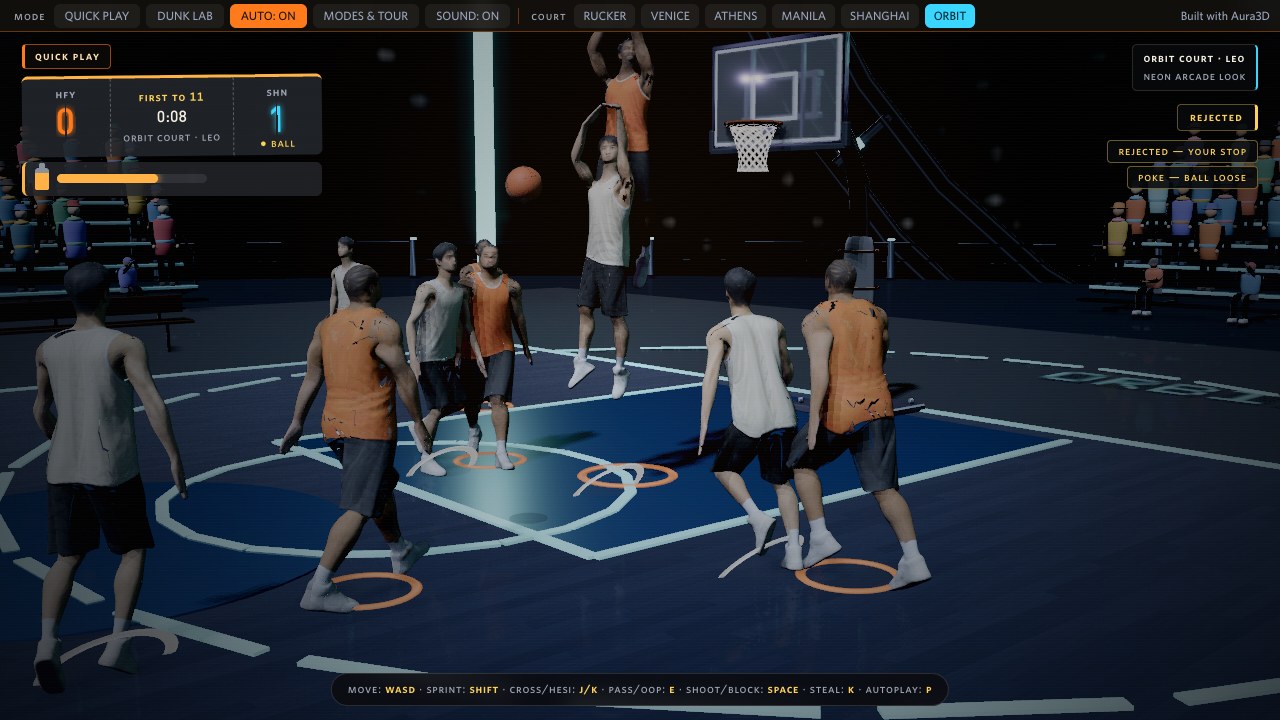 MODE QUICK PLAY DUNK LAB AUTO: ON MODES & TOUR SOUND: ON COURT RUCKER VENICE ATHENS MANILA SHANGHAI ORBIT Built with Aura3D
QUICK PLAY
HFY
0
FIRST TO 11
0:08
ORBIT COURT · LEO
SHN
1
● BALL
ORBIT COURT · LEO
NEON ARCADE LOOK
REJECTED
REJECTED — YOUR STOP
POKE — BALL LOOSE
ORBI
MOVE: WASD · SPRINT: SHIFT · CROSS/HESI: J/K · PASS/OOP: E · SHOOT/BLOCK: SPACE · STEAL: K · AUTOPLAY: P